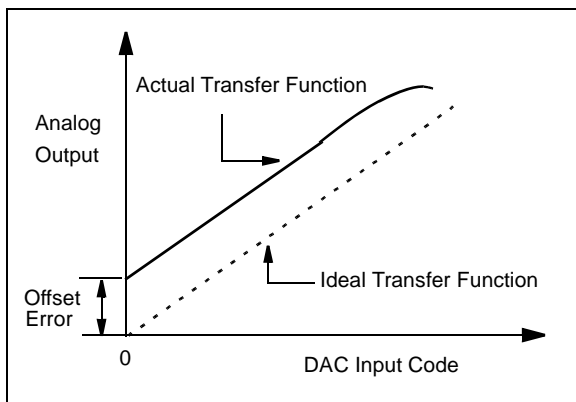 Actual Transfer Function
Analog
Output
Ideal Transfer Function
Offset
Error
0
DAC Input Code